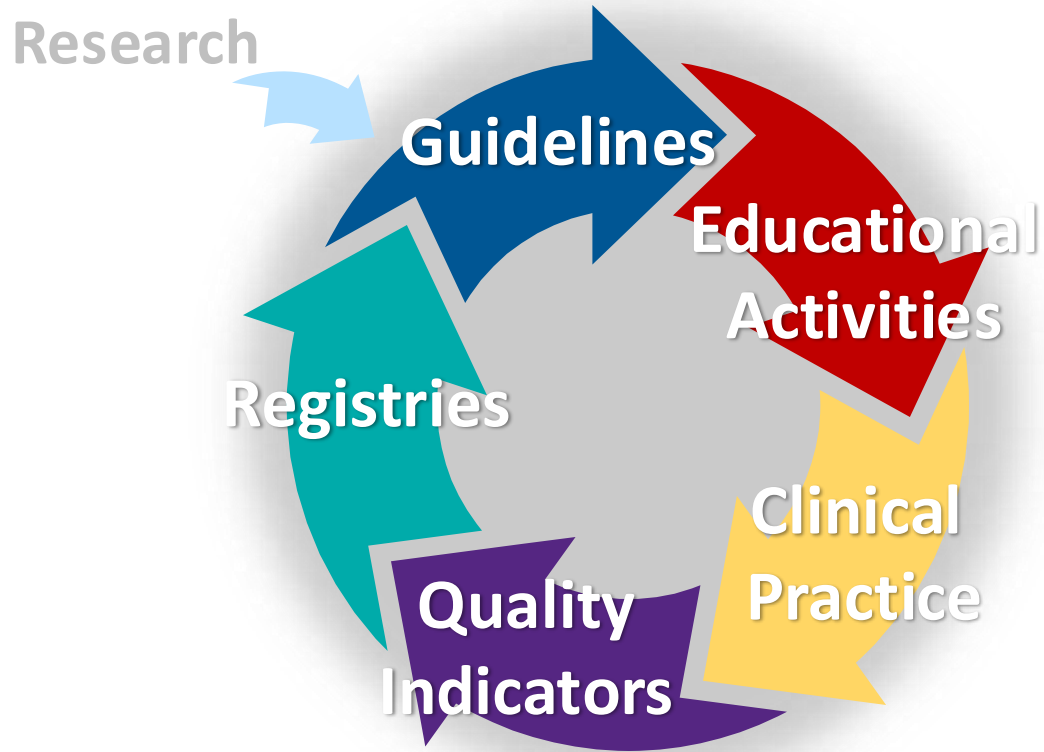 Research
Guidelines
Educational
Activities
Clinical
Practice
Quality
Indicators
Registries